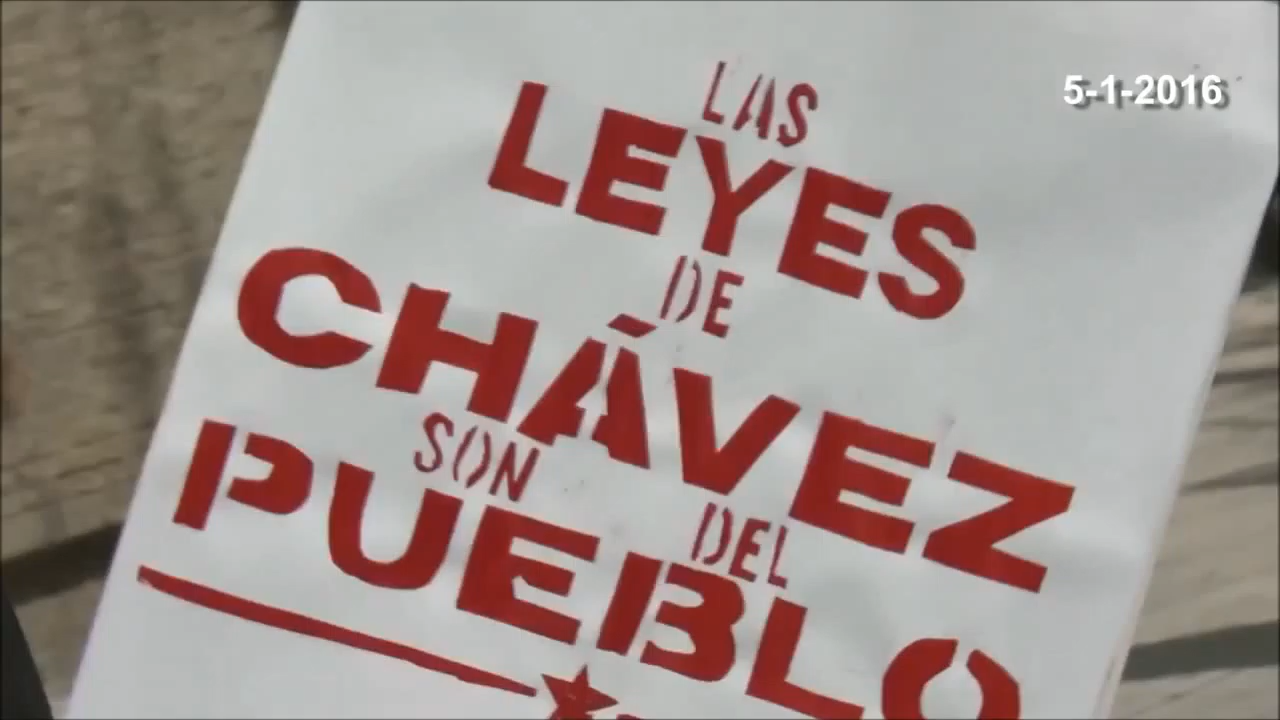 5-1-2016
LAS
LEYES
DE
CHÁVEZ
SON
DEL
PUEBLO